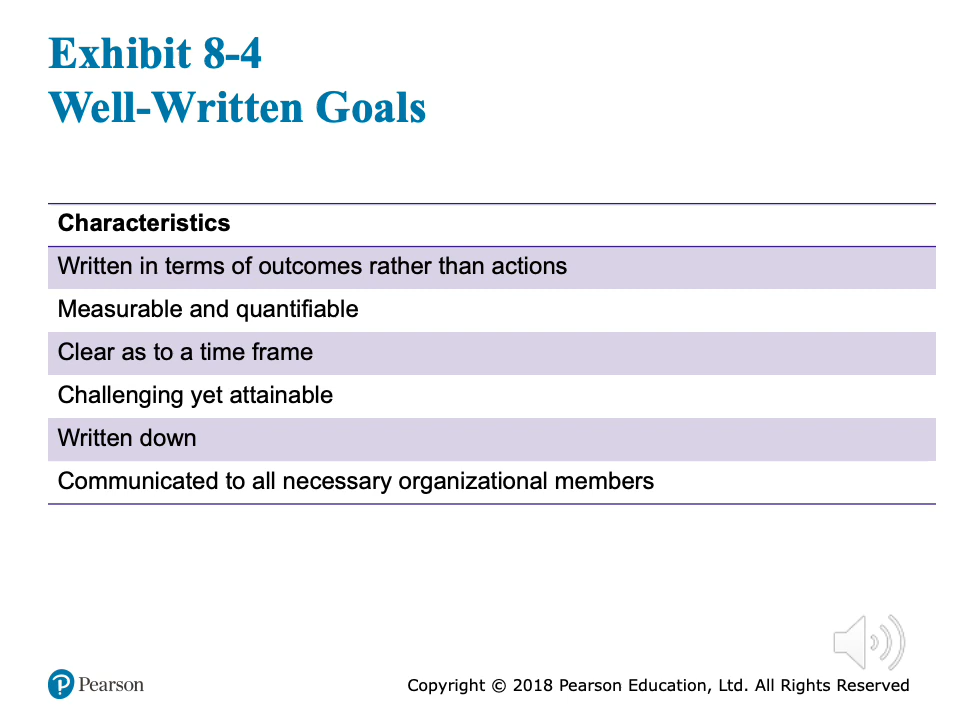 Exhibit 8-4
Well-Written Goals
Characteristics
Written in terms of outcomes rather than actions
Measurable and quantifiable
Clear as to a time frame
Challenging yet attainable
Written down
Communicated to all necessary organizational members
P Pearson
Copyright © 2018 Pearson Education, Ltd. All Rights Reserved